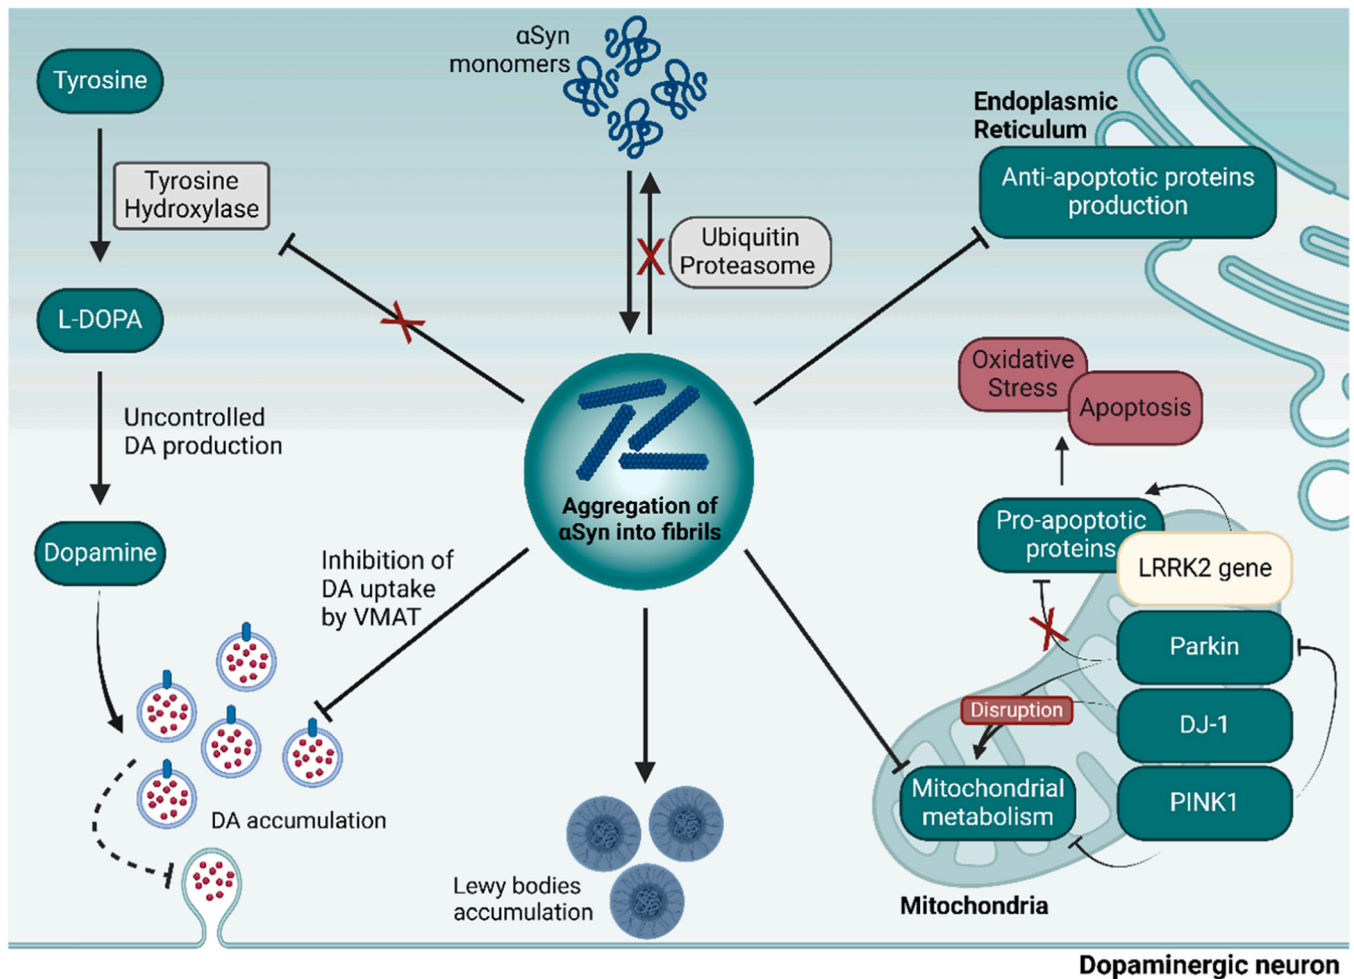 Tyrosine
Tyrosine
Hydroxylase
L-DOPA
Uncontrolled
DA production
Dopamine
Inhibition of
DA uptake
by VMAT
DA accumulation
αSyn
monomers
Ubiquitin
Proteasome
X
X
Aggregation of
αSyn into fibrils
Lewy bodies
accumulation
Endoplasmic
Reticulum
Anti-apoptotic proteins
production
Oxidative
Stress
Apoptosis
Pro-apoptotic
proteins
LRRK2 gene
X
Parkin
Disruption
DJ-1
Mitochondrial
metabolism
PINK1
Mitochondria
Dopaminergic neuron